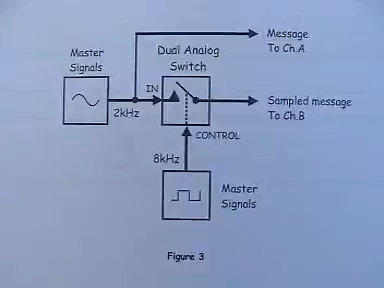 Message
To Ch.A
Master
Signals
Dual Analog
Switch
IN
2kHz
Sampled message
To Ch.B
CONTROL
8kHz
Master
Signals
Figure 3